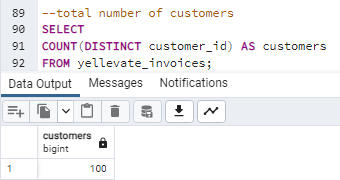 89 --total number of customers
90 SELECT
91 COUNT(DISTINCT customer_id) AS customers
92 FROM yellevate_invoices;
Data Output Messages Notifications
customers
bigint
1 100